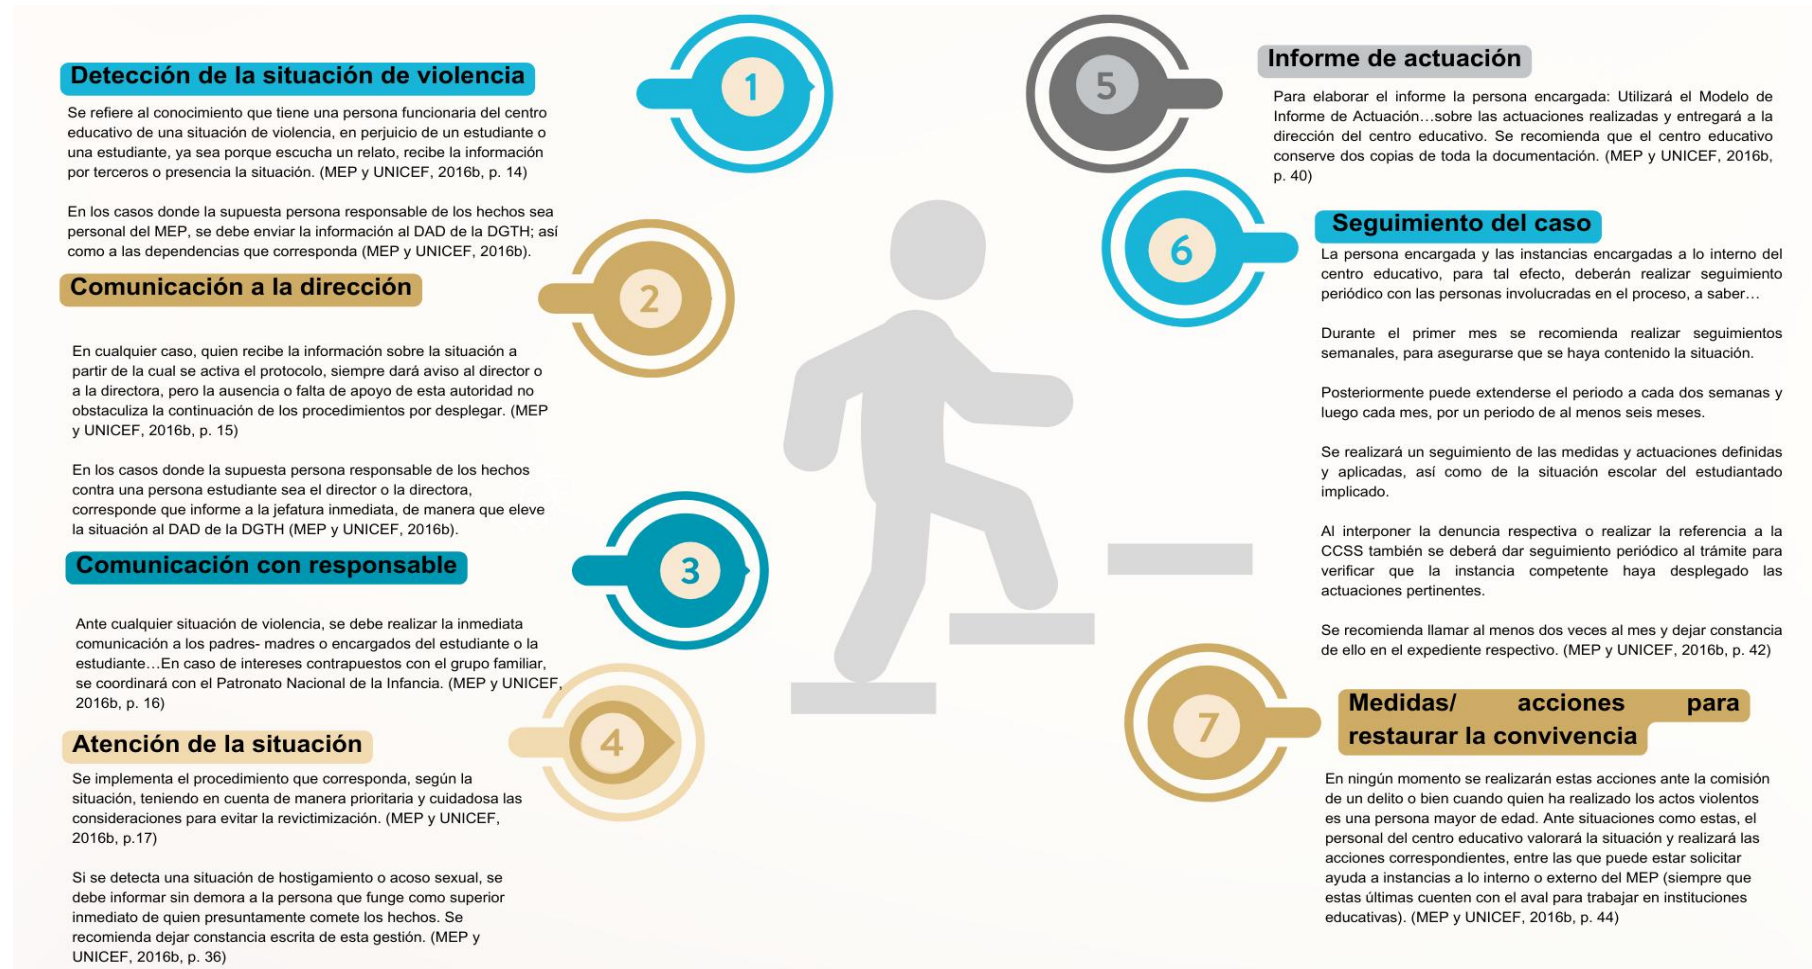 1
Detección de la situación de violencia
Se refiere al conocimiento que tiene una persona funcionaria del centro
educativo de una situación de violencia, en perjuicio de un estudiante o
una estudiante, ya sea porque escucha un relato, recibe la información
por terceros o presencia la situación. (MEP y UNICEF, 2016b, p. 14)
En los casos donde la supuesta persona responsable de los hechos sea
personal del MEP, se debe enviar la información al DAD de la DGTH; así
como a las dependencias que corresponda (MEP y UNICEF, 2016b).
2
Comunicación a la dirección
En cualquier caso, quien recibe la información sobre la situación a
partir de la cual se activa el protocolo, siempre dará aviso al director o
a la directora, pero la ausencia o falta de apoyo de esta autoridad no
obstaculiza la continuación de los procedimientos por desplegar. (MEP
y UNICEF, 2016b, p. 15)
En los casos donde la supuesta persona responsable de los hechos
contra una persona estudiante sea el director o la directora,
corresponde que informe a la jefatura inmediata, de manera que eleve
la situación al DAD de la DGTH (MEP y UNICEF, 2016b).
3
Comunicación con responsable
Ante cualquier situación de violencia, se debe realizar la inmediata
comunicación a los padres- madres o encargados del estudiante o la
estudiante…En caso de intereses contrapuestos con el grupo familiar,
se coordinará con el Patronato Nacional de la Infancia. (MEP y UNICEF,
2016b, p. 16)
4
Atención de la situación
Se implementa el procedimiento que corresponda, según la
situación, teniendo en cuenta de manera prioritaria y cuidadosa las
consideraciones para evitar la revictimización. (MEP y UNICEF,
2016b, p.17)
Si se detecta una situación de hostigamiento o acoso sexual, se
debe informar sin demora a la persona que funge como superior
inmediato de quien presuntamente comete los hechos. Se
recomienda dejar constancia escrita de esta gestión. (MEP y
UNICEF, 2016b, p. 36)
5
Informe de actuación
Para elaborar el informe la persona encargada: Utilizará el Modelo de
Informe de Actuación…sobre las actuaciones realizadas y entregará a la
dirección del centro educativo. Se recomienda que el centro educativo
conserve dos copias de toda la documentación. (MEP y UNICEF, 2016b,
p. 40)
6
Seguimiento del caso
La persona encargada y las instancias encargadas a lo interno del
centro educativo, para tal efecto, deberán realizar seguimiento
periódico con las personas involucradas en el proceso, a saber…
Durante el primer mes se recomienda realizar seguimientos
semanales, para asegurarse que se haya contenido la situación.
Posteriormente puede extenderse el periodo a cada dos semanas y
luego cada mes, por un periodo de al menos seis meses.
Se realizará un seguimiento de las medidas y actuaciones definidas
y aplicadas, así como de la situación escolar del estudiantado
implicado.
Al interponer la denuncia respectiva o realizar la referencia a la
CCSS también se deberá dar seguimiento periódico al trámite para
verificar que la instancia competente haya desplegado las
actuaciones pertinentes.
Se recomienda llamar al menos dos veces al mes y dejar constancia
de ello en el expediente respectivo. (MEP y UNICEF, 2016b, p. 42)
7
Medidas/ acciones para
restaurar la convivencia
En ningún momento se realizarán estas acciones ante la comisión
de un delito o bien cuando quien ha realizado los actos violentos
es una persona mayor de edad. Ante situaciones como estas, el
personal del centro educativo valorará la situación y realizará las
acciones correspondientes, entre las que puede estar solicitar
ayuda a instancias a lo interno o externo del MEP (siempre que
estas últimas cuenten con el aval para trabajar en instituciones
educativas). (MEP y UNICEF, 2016b, p. 44)